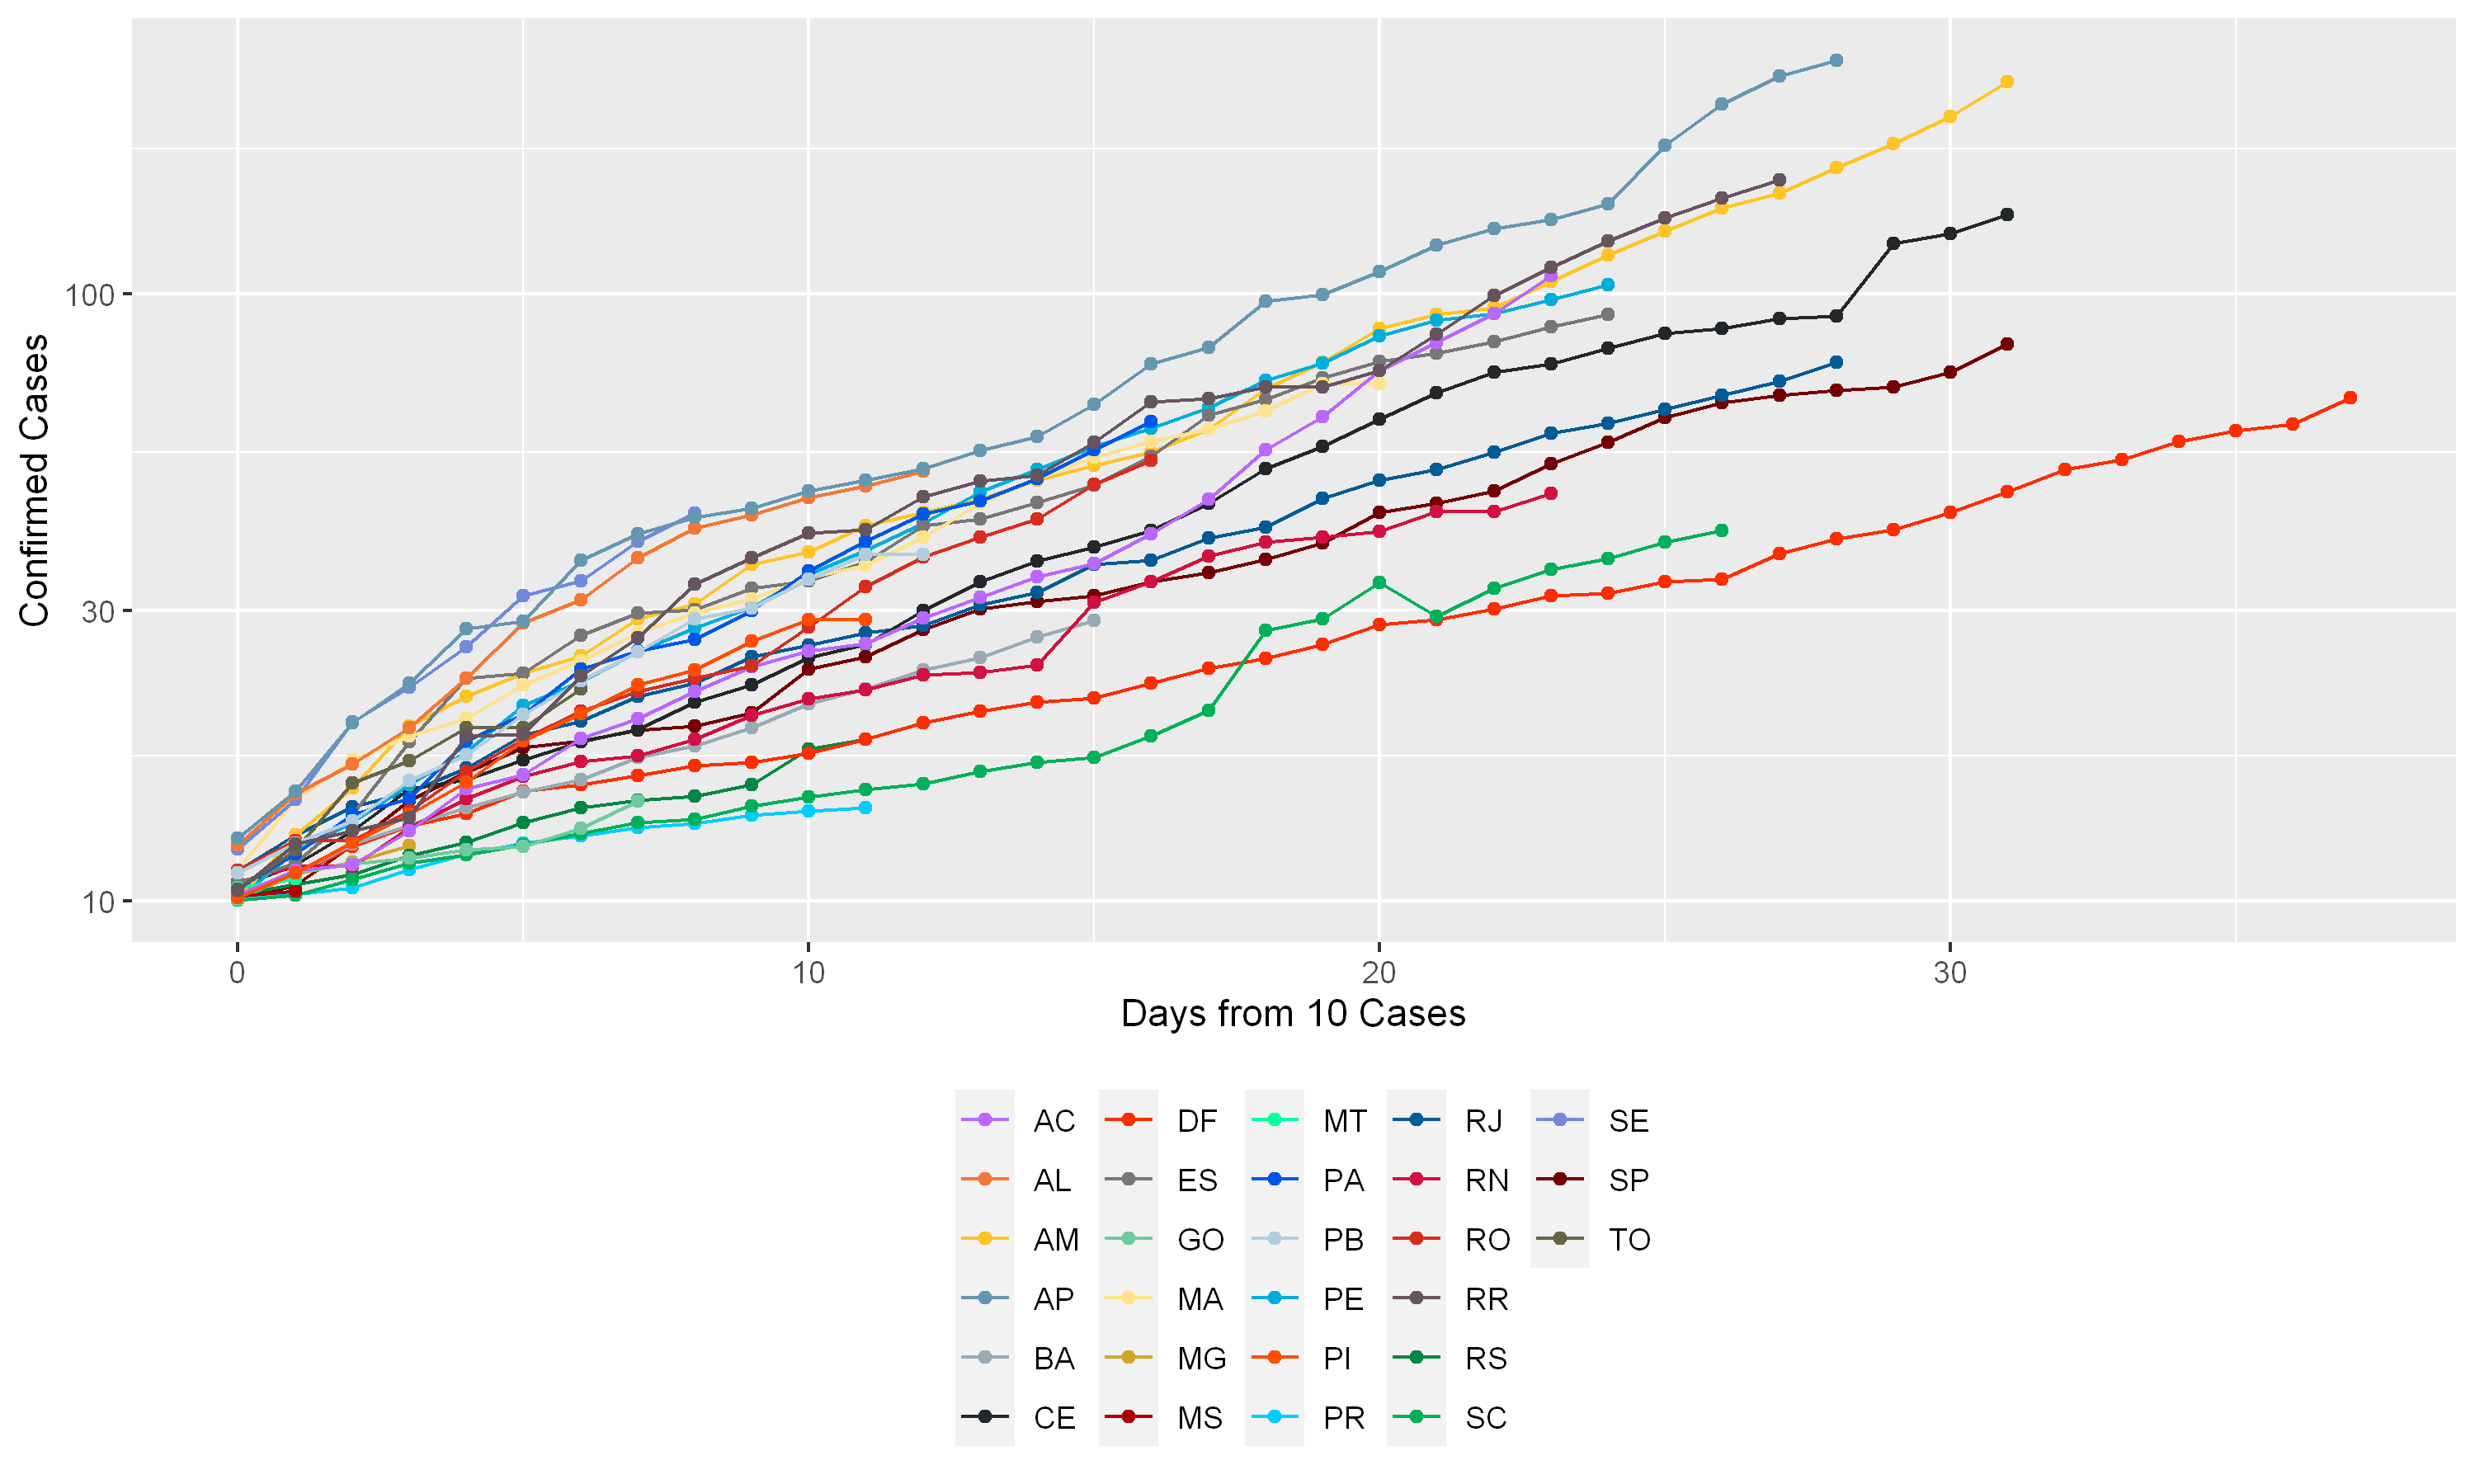 Confirmed Cases
100
30
10
0 10 20 30
Days from 10 Cases
AC DF MT RJ SE
AL ES PA RN SP
AM GO PB RO TO
AP MA PE RR
BA MG PI RS
CE MS PR SC